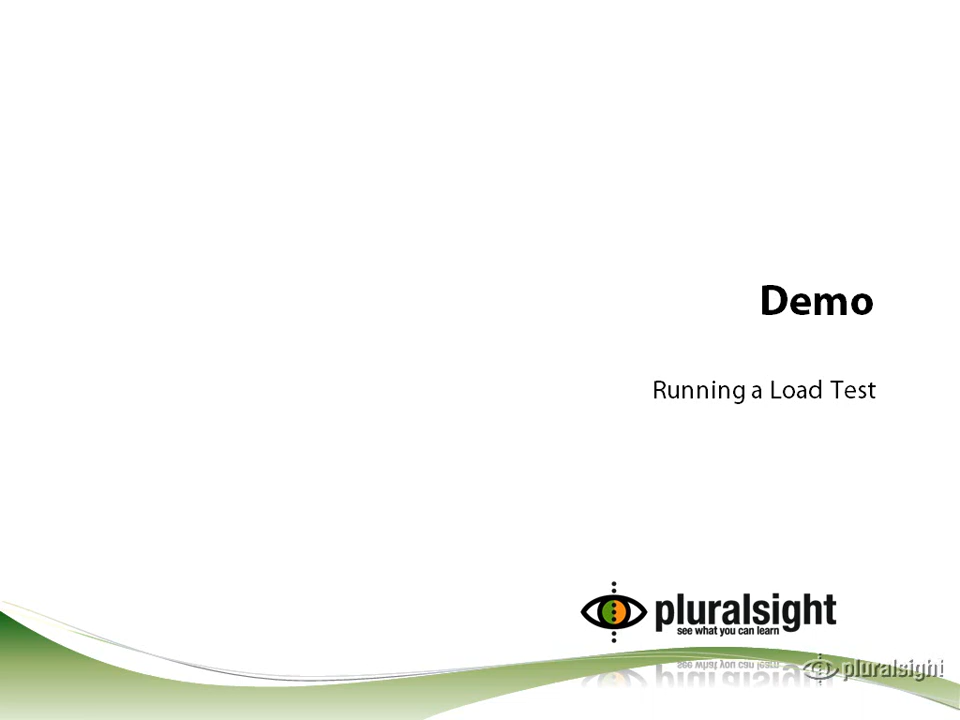 Demo
Running a Load Test
pluralsight
see what you can learn
pluralsight